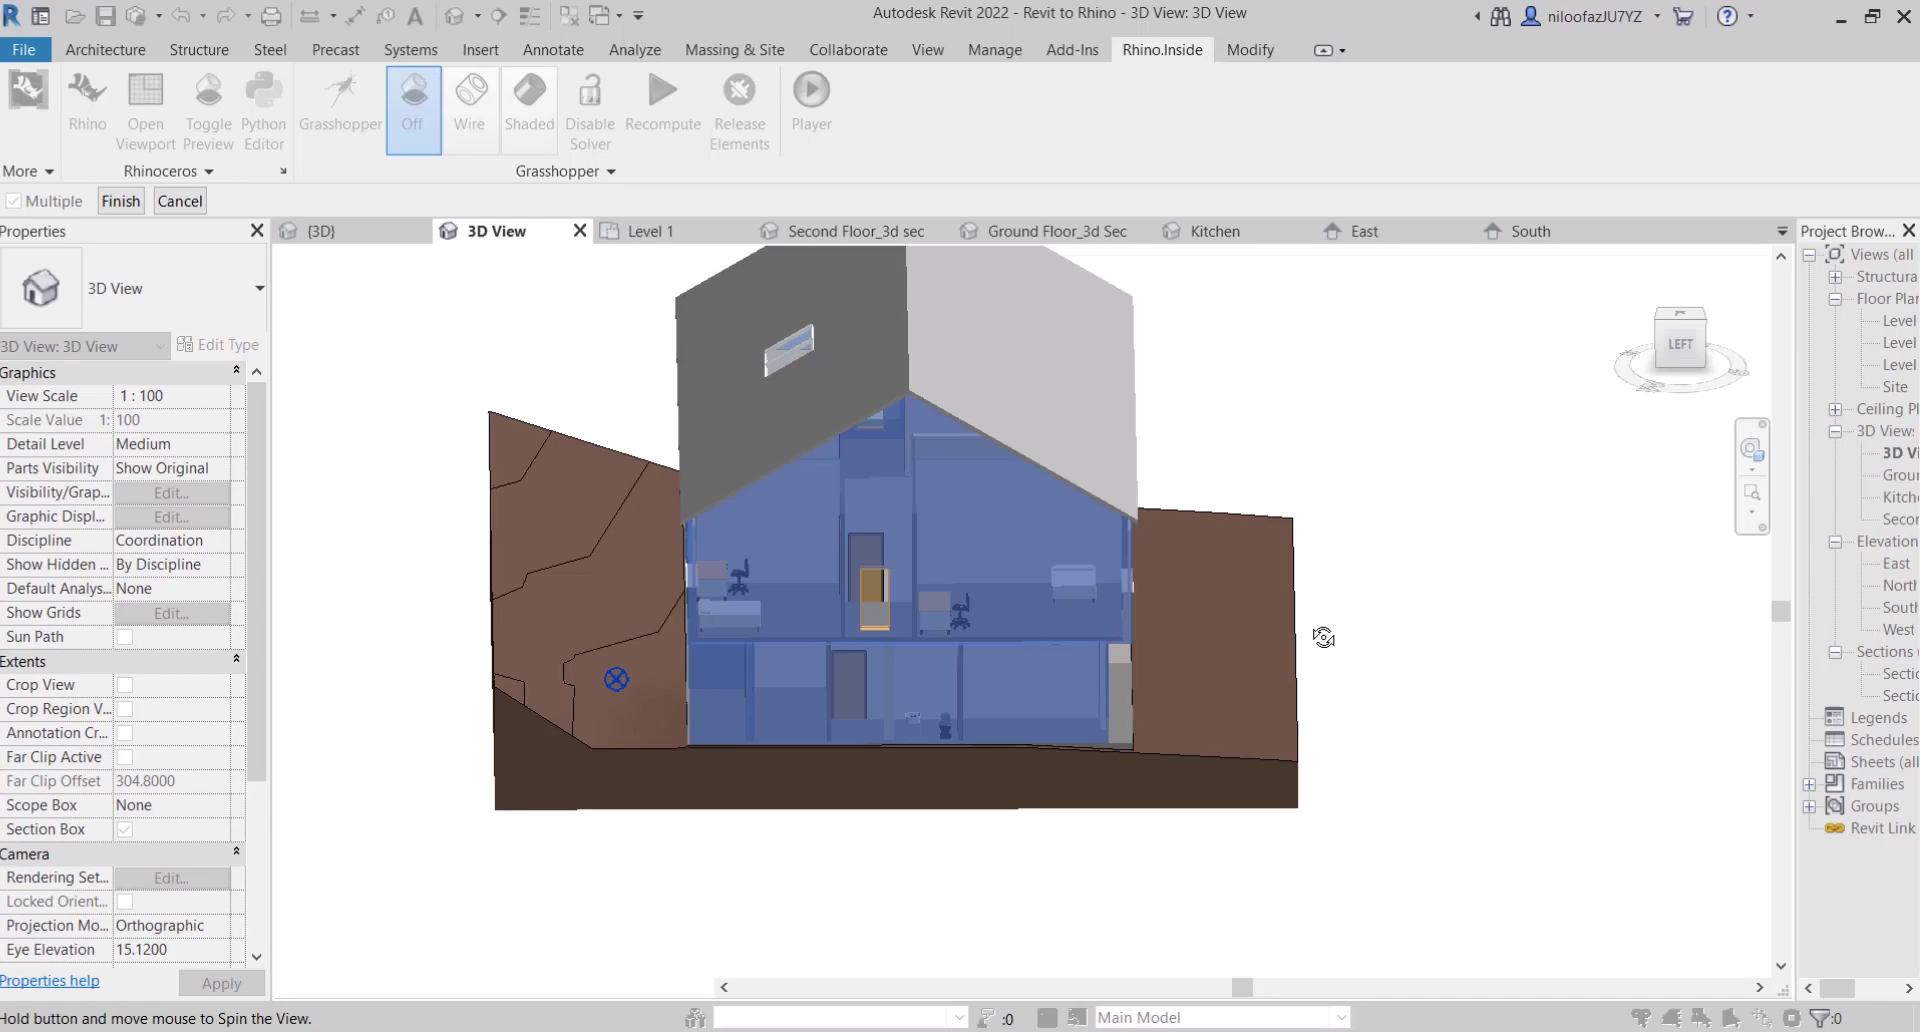 Autodesk Revit 2022 - Revit to Rhino - 3D View: 3D View
niloofazJU7YZ
File Architecture Structure Steel Precast Systems Insert Annotate Analyze Massing & Site Collaborate View Manage Add-Ins Rhino.Inside Modify
Rhino Open Viewport Toggle Preview Python Editor Grasshopper Off Wire Shaded Disable Solver Recompute Release Elements Player
More Rhinoceros Grasshopper
Multiple Finish Cancel
Properties {3D} 3D View Level 1 Second Floor_3d sec Ground Floor_3d Sec Kitchen East South Project Brow...
3D View
3D View: 3D View Edit Type
Graphics
View Scale 1 : 100
Scale Value 1: 100
Detail Level Medium
Parts Visibility Show Original
Visibility/Grap... Edit...
Graphic Displ... Edit...
Discipline Coordination
Show Hidden ... By Discipline
Default Analys... None
Show Grids Edit...
Sun Path
Extents
Crop View
Crop Region V...
Annotation Cr...
Far Clip Active
Far Clip Offset 304.8000
Scope Box None
Section Box
Camera
Rendering Set... Edit...
Locked Orient...
Projection Mo... Orthographic
Eye Elevation 15.1200
Properties help Apply
LEFT
Views (all
Structura
Floor Plan
Level
Level
Level
Site
Ceiling Pl
3D Views
3D Vi
Groun
Kitche
Secon
Elevation
East
North
South
West
Sections (
Sectio
Sectio
Legends
Schedules
Sheets (all
Families
Groups
Revit Link
Hold button and move mouse to Spin the View.
:0
Main Model
:0